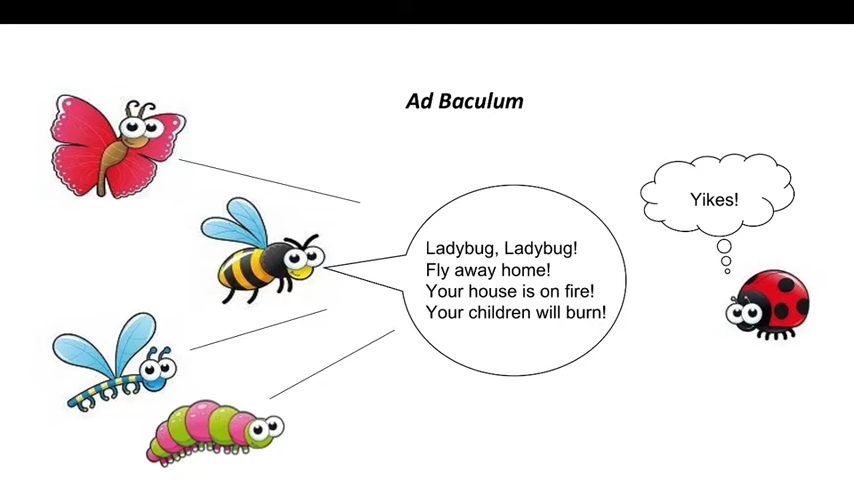 Ad Baculum
Ladybug, Ladybug!
Fly away home!
Your house is on fire!
Your children will burn!
Yikes!